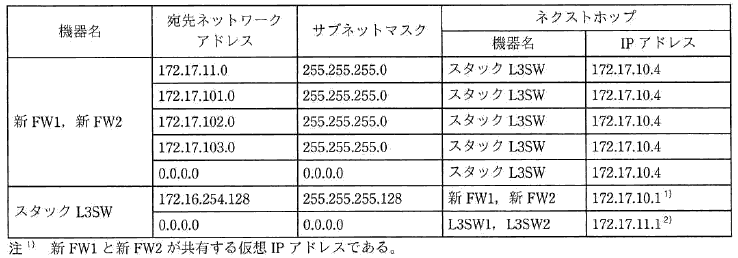 機器名 宛先ネットワークアドレス サブネットマスク ネクストホップ
機器名 IP アドレス
新 FW1，新 FW2 172.17.11.0 255.255.255.0 スタック L3SW 172.17.10.4
172.17.101.0 255.255.255.0 スタック L3SW 172.17.10.4
172.17.102.0 255.255.255.0 スタック L3SW 172.17.10.4
172.17.103.0 255.255.255.0 スタック L3SW 172.17.10.4
0.0.0.0 0.0.0.0 スタック L3SW 172.17.10.4
スタック L3SW 172.16.254.128 255.255.255.128 新 FW1，新 FW2 172.17.10.1 1)
0.0.0.0 0.0.0.0 L3SW1，L3SW2 172.17.11.1 2)
注 1) 新 FW1 と新 FW2 が共有する仮想 IP アドレスである。